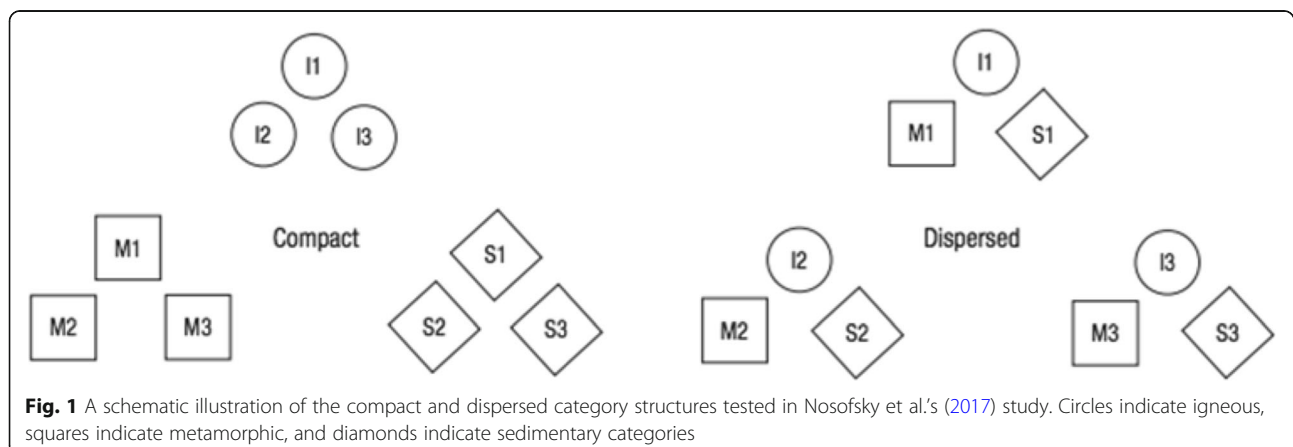 I1
I2 I3
M1
M2 M3
Compact
S1
S2 S3
I1
M1 S1
Dispersed
I2
M2 S2
I3
M3 S3
Fig. 1 A schematic illustration of the compact and dispersed category structures tested in Nosofsky et al.'s (2017) study. Circles indicate igneous,
squares indicate metamorphic, and diamonds indicate sedimentary categories